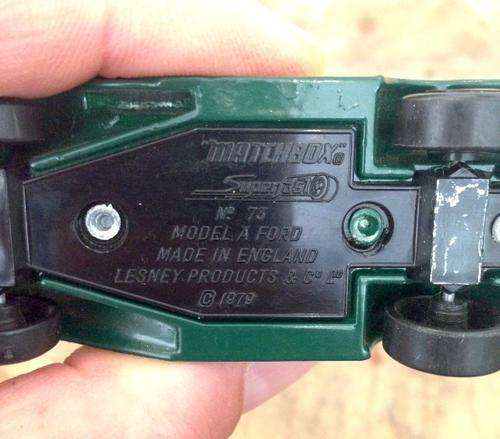 "MATCHBOX"®
Superfast
Nº 73
MODEL A FORD
MADE IN ENGLAND
LESNEY PRODUCTS & Cº Lᵀᴰ
© 1979